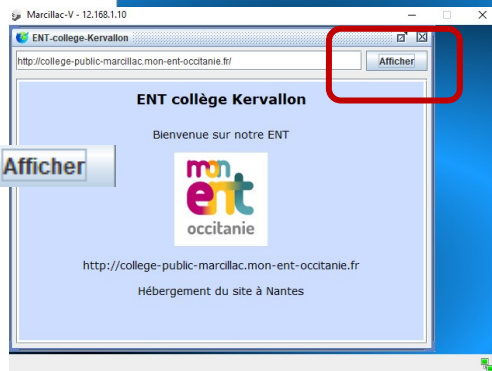 Marcillac-V - 12.168.1.10
ENT-college-Kervallon
http://college-public-marcillac.mon-ent-occitanie.fr/
Afficher
ENT collège Kervallon
Bienvenue sur notre ENT
Afficher
mon
ent
occitanie
http://college-public-marcillac.mon-ent-occitanie.fr
Hébergement du site à Nantes